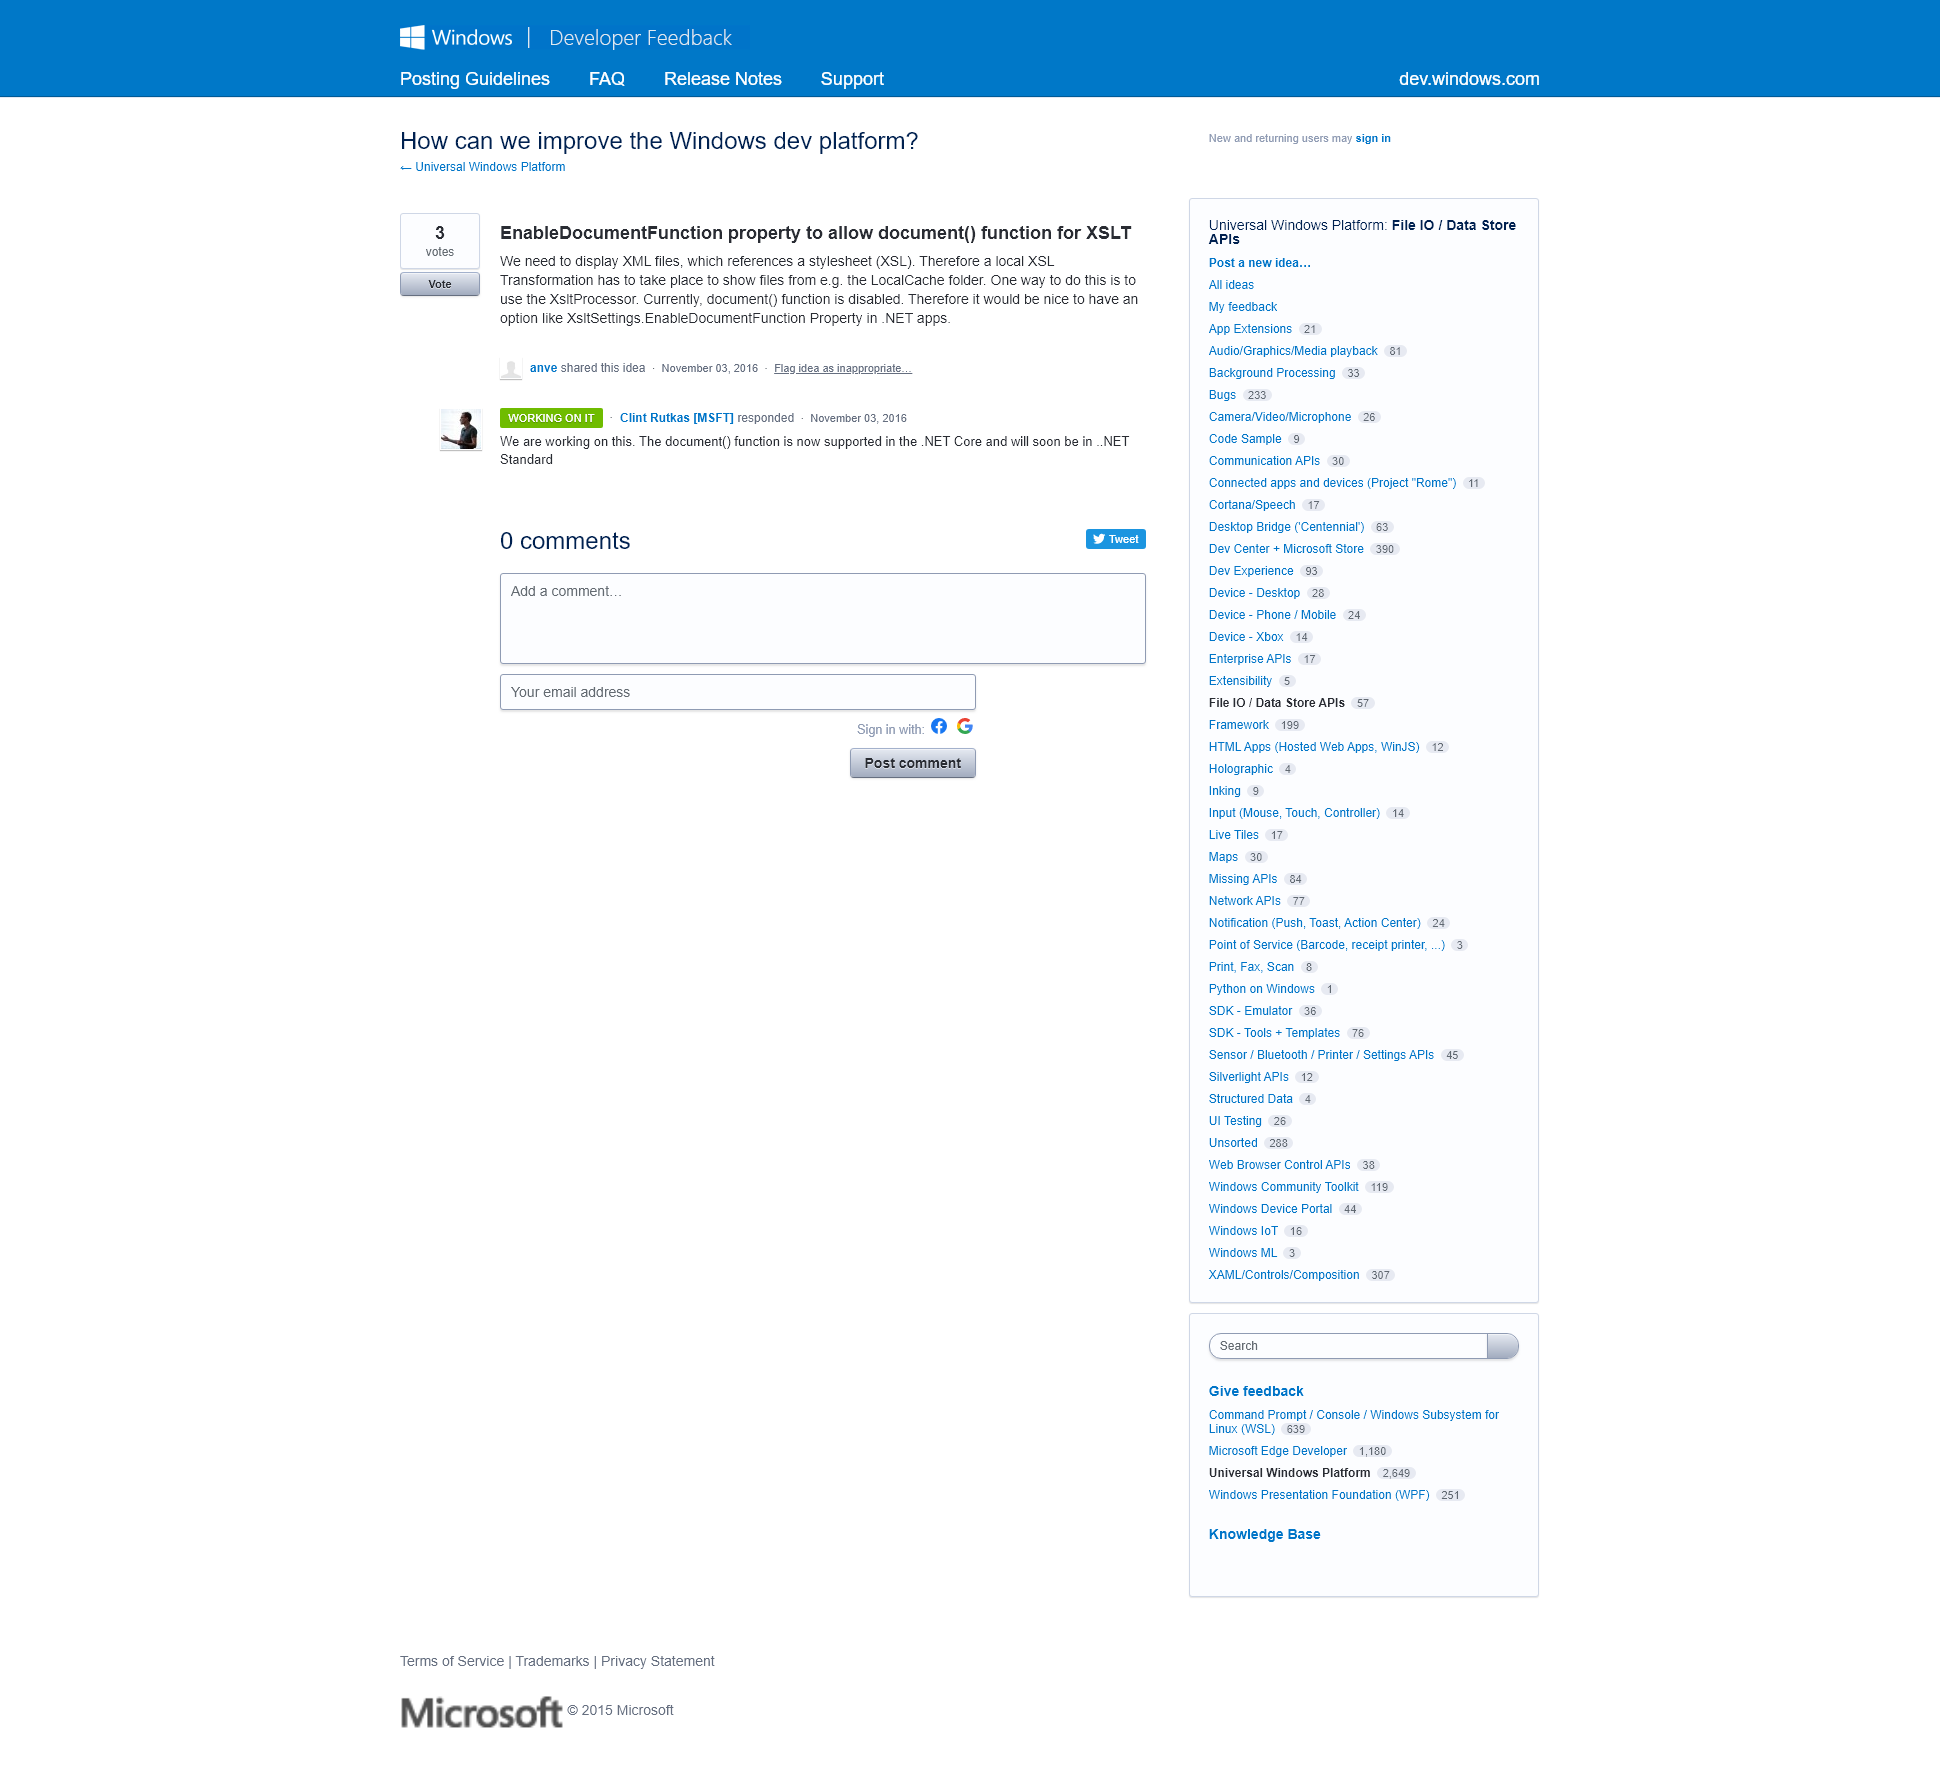 Windows | Developer Feedback
Posting Guidelines FAQ Release Notes Support dev.windows.com
How can we improve the Windows dev platform?
← Universal Windows Platform
New and returning users may sign in
3
votes
Vote
EnableDocumentFunction property to allow document() function for XSLT
We need to display XML files, which references a stylesheet (XSL). Therefore a local XSL
Transformation has to take place to show files from e.g. the LocalCache folder. One way to do this is to
use the XsltProcessor. Currently, document() function is disabled. Therefore it would be nice to have an
option like XsltSettings.EnableDocumentFunction Property in .NET apps.
anve shared this idea · November 03, 2016 · Flag idea as inappropriate…
WORKING ON IT · Clint Rutkas [MSFT] responded · November 03, 2016
We are working on this. The document() function is now supported in the .NET Core and will soon be in ..NET
Standard
0 comments
Tweet
Add a comment…
Your email address
Sign in with:
Post comment
Universal Windows Platform: File IO / Data Store
APIs
Post a new idea…
All ideas
My feedback
App Extensions 21
Audio/Graphics/Media playback 81
Background Processing 33
Bugs 233
Camera/Video/Microphone 26
Code Sample 9
Communication APIs 30
Connected apps and devices (Project "Rome") 11
Cortana/Speech 17
Desktop Bridge ('Centennial') 63
Dev Center + Microsoft Store 390
Dev Experience 93
Device - Desktop 28
Device - Phone / Mobile 24
Device - Xbox 14
Enterprise APIs 17
Extensibility 5
File IO / Data Store APIs 57
Framework 199
HTML Apps (Hosted Web Apps, WinJS) 12
Holographic 4
Inking 9
Input (Mouse, Touch, Controller) 14
Live Tiles 17
Maps 30
Missing APIs 84
Network APIs 77
Notification (Push, Toast, Action Center) 24
Point of Service (Barcode, receipt printer, ...) 3
Print, Fax, Scan 8
Python on Windows 1
SDK - Emulator 36
SDK - Tools + Templates 76
Sensor / Bluetooth / Printer / Settings APIs 45
Silverlight APIs 12
Structured Data 4
UI Testing 26
Unsorted 288
Web Browser Control APIs 38
Windows Community Toolkit 119
Windows Device Portal 44
Windows IoT 16
Windows ML 3
XAML/Controls/Composition 307
Search
Give feedback
Command Prompt / Console / Windows Subsystem for
Linux (WSL) 639
Microsoft Edge Developer 1,180
Universal Windows Platform 2,649
Windows Presentation Foundation (WPF) 251
Knowledge Base
Terms of Service | Trademarks | Privacy Statement
Microsoft © 2015 Microsoft